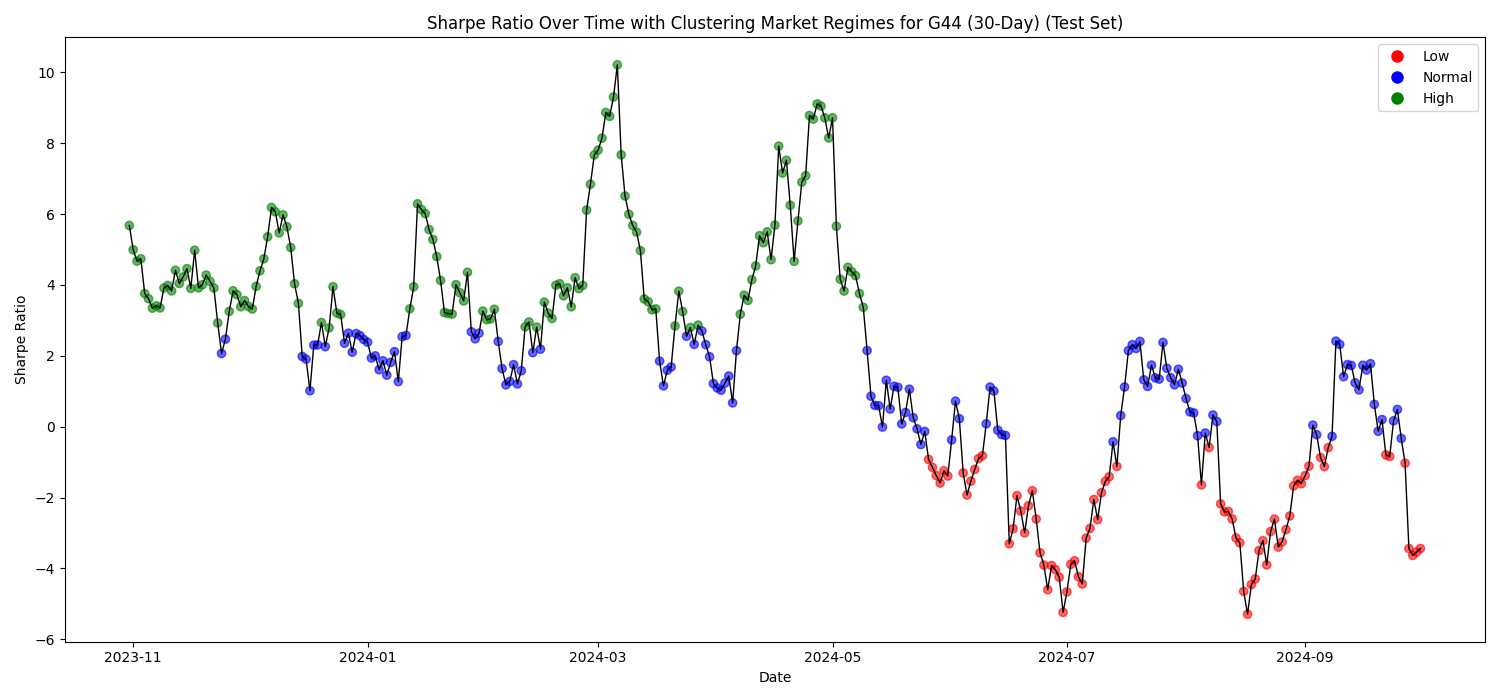 Sharpe Ratio Over Time with Clustering Market Regimes for G44 (30-Day) (Test Set)
Low
Normal
High
Sharpe Ratio
10
8
6
4
2
0
−2
−4
−6
2023-11
2024-01
2024-03
2024-05
2024-07
2024-09
Date